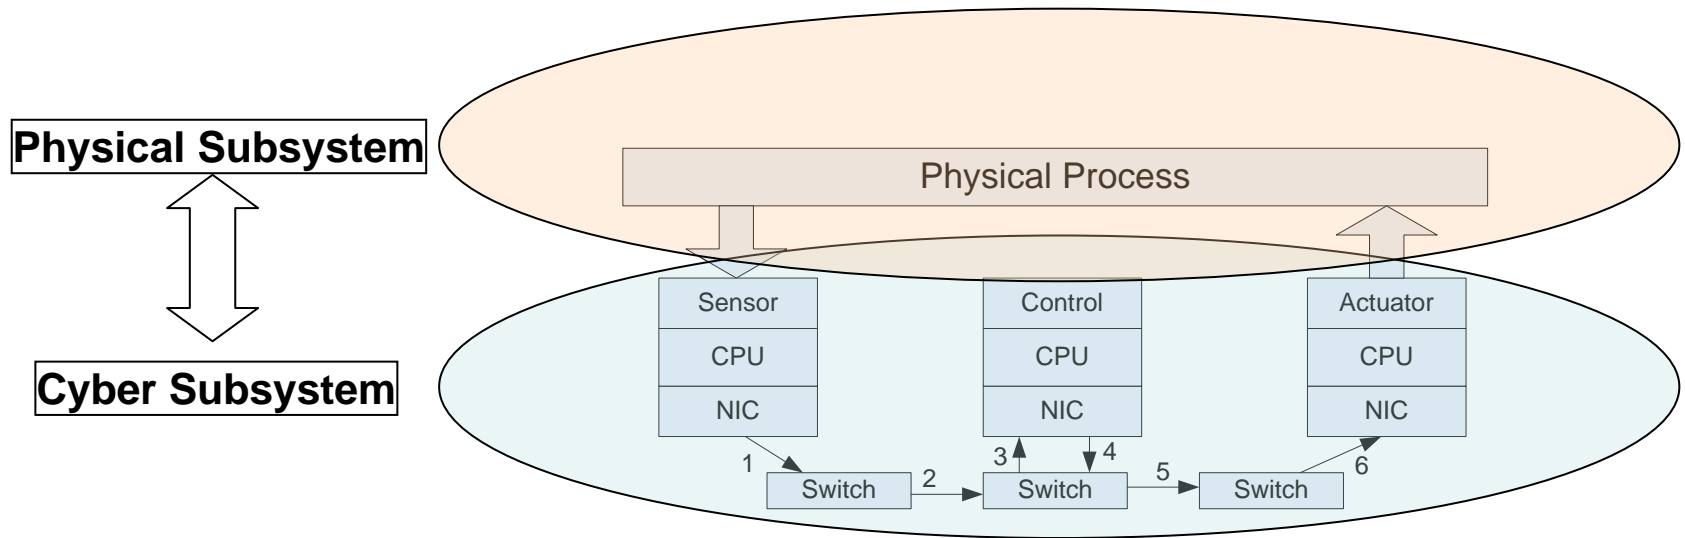 Physical Subsystem
Physical Process
Sensor
Control
Actuator
CPU
CPU
CPU
Cyber Subsystem
NIC
NIC
NIC
1
3
4
5
6
2
Switch
Switch
Switch